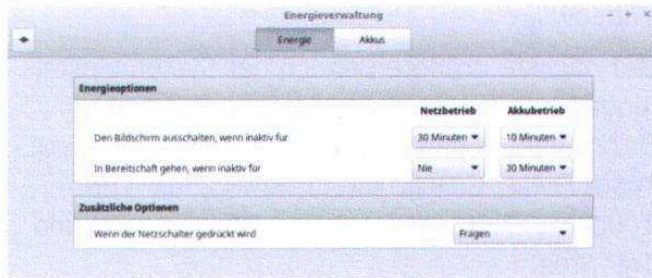 Energieverwaltung
Energie Akkus
Energieoptionen
Netzbetrieb Akkubetrieb
Den Bildschirm ausschalten, wenn inaktiv für 30 Minuten 10 Minuten
In Bereitschaft gehen, wenn inaktiv für Nie 30 Minuten
Zusätzliche Optionen
Wenn der Netzschalter gedrückt wird Fragen